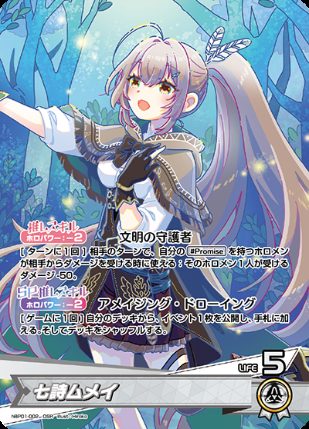 推しスキル
ホロパワー：-2
文明の守護者
[ターンに1回]相手のターンで、自分の #Promise を持つホロメン
が相手からダメージを受ける時に使える：そのホロメン1人が受ける
ダメージ-50。
SP推しスキル
ホロパワー：-2
アメイジング・ドローイング
[ゲームに1回]自分のデッキから、イベント1枚を公開し、手札に加
える。そしてデッキをシャッフルする。
LIFE 5
七詩ムメイ